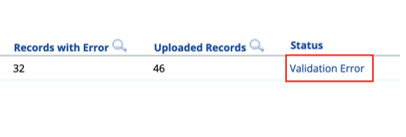 Records with Error Uploaded Records Status
32 46 Validation Error